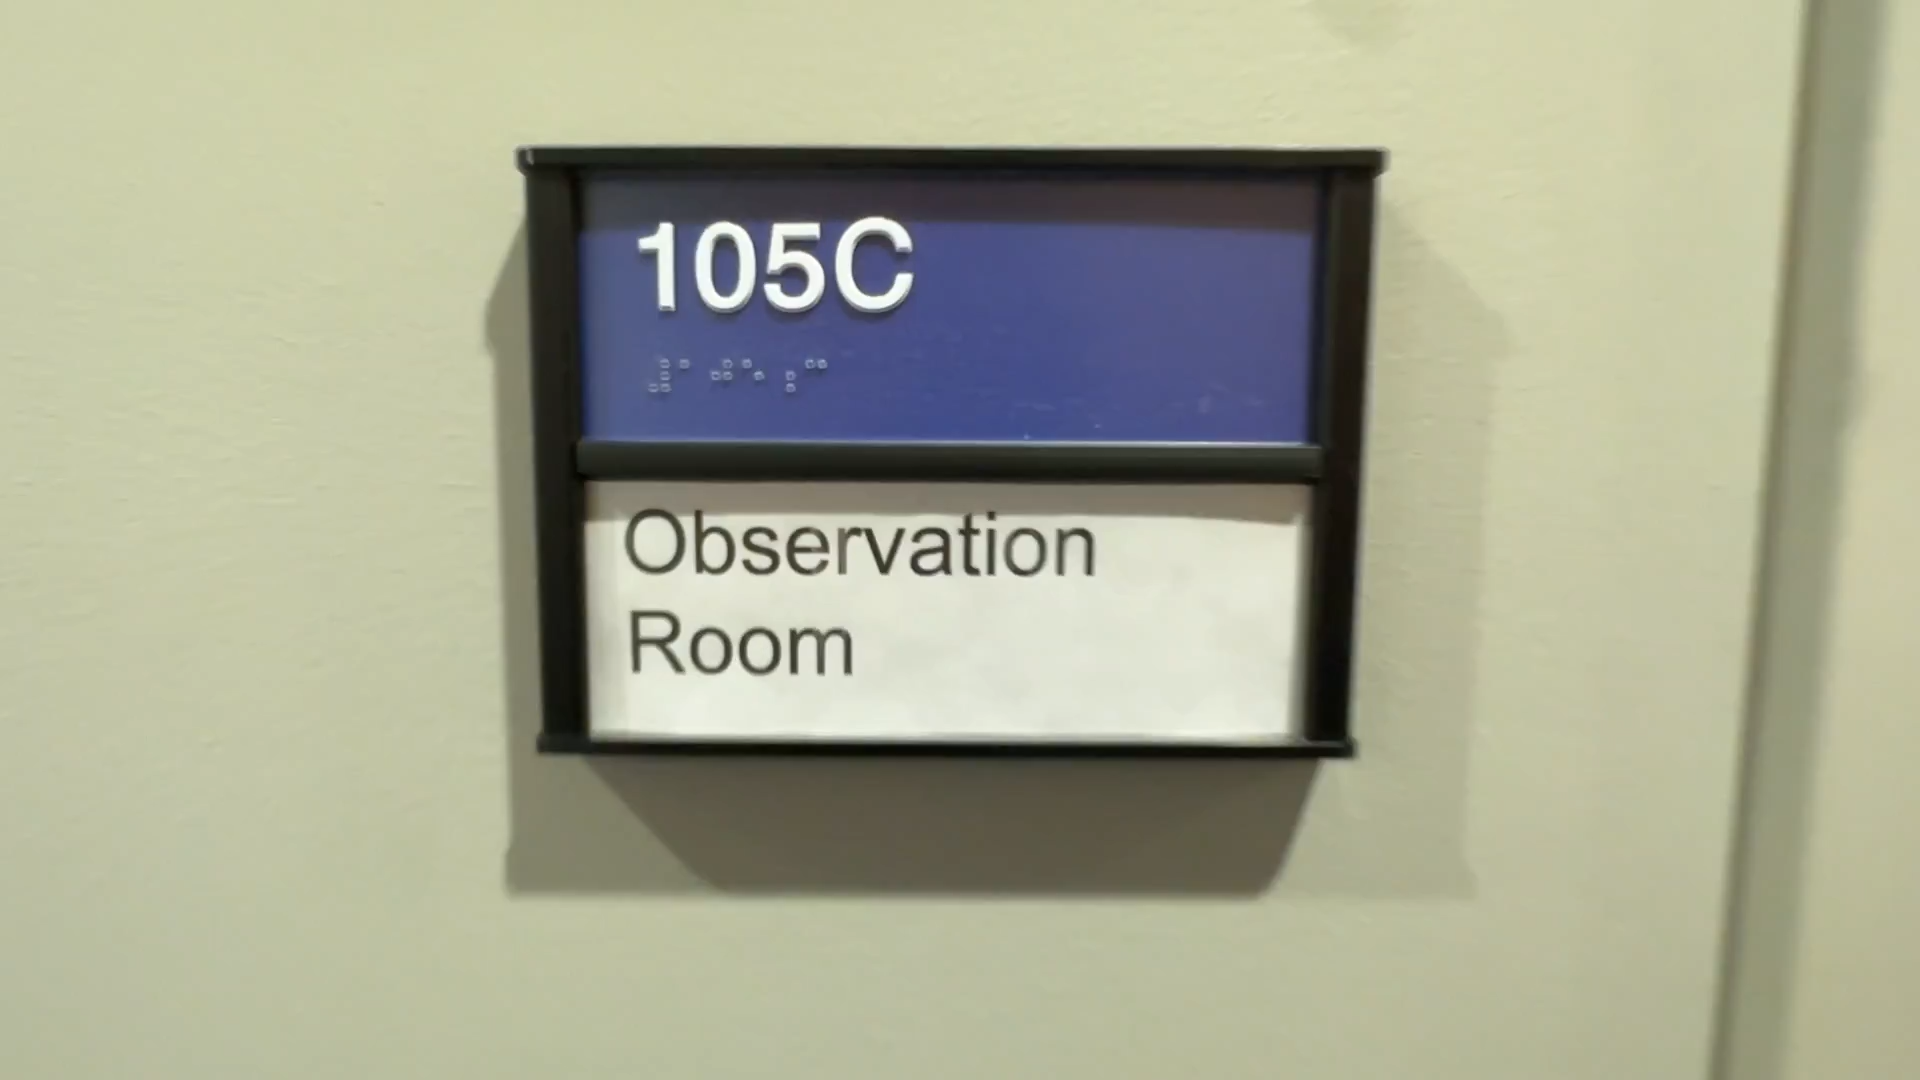 105C
⠼⠁⠚⠑⠰⠉
Observation
Room